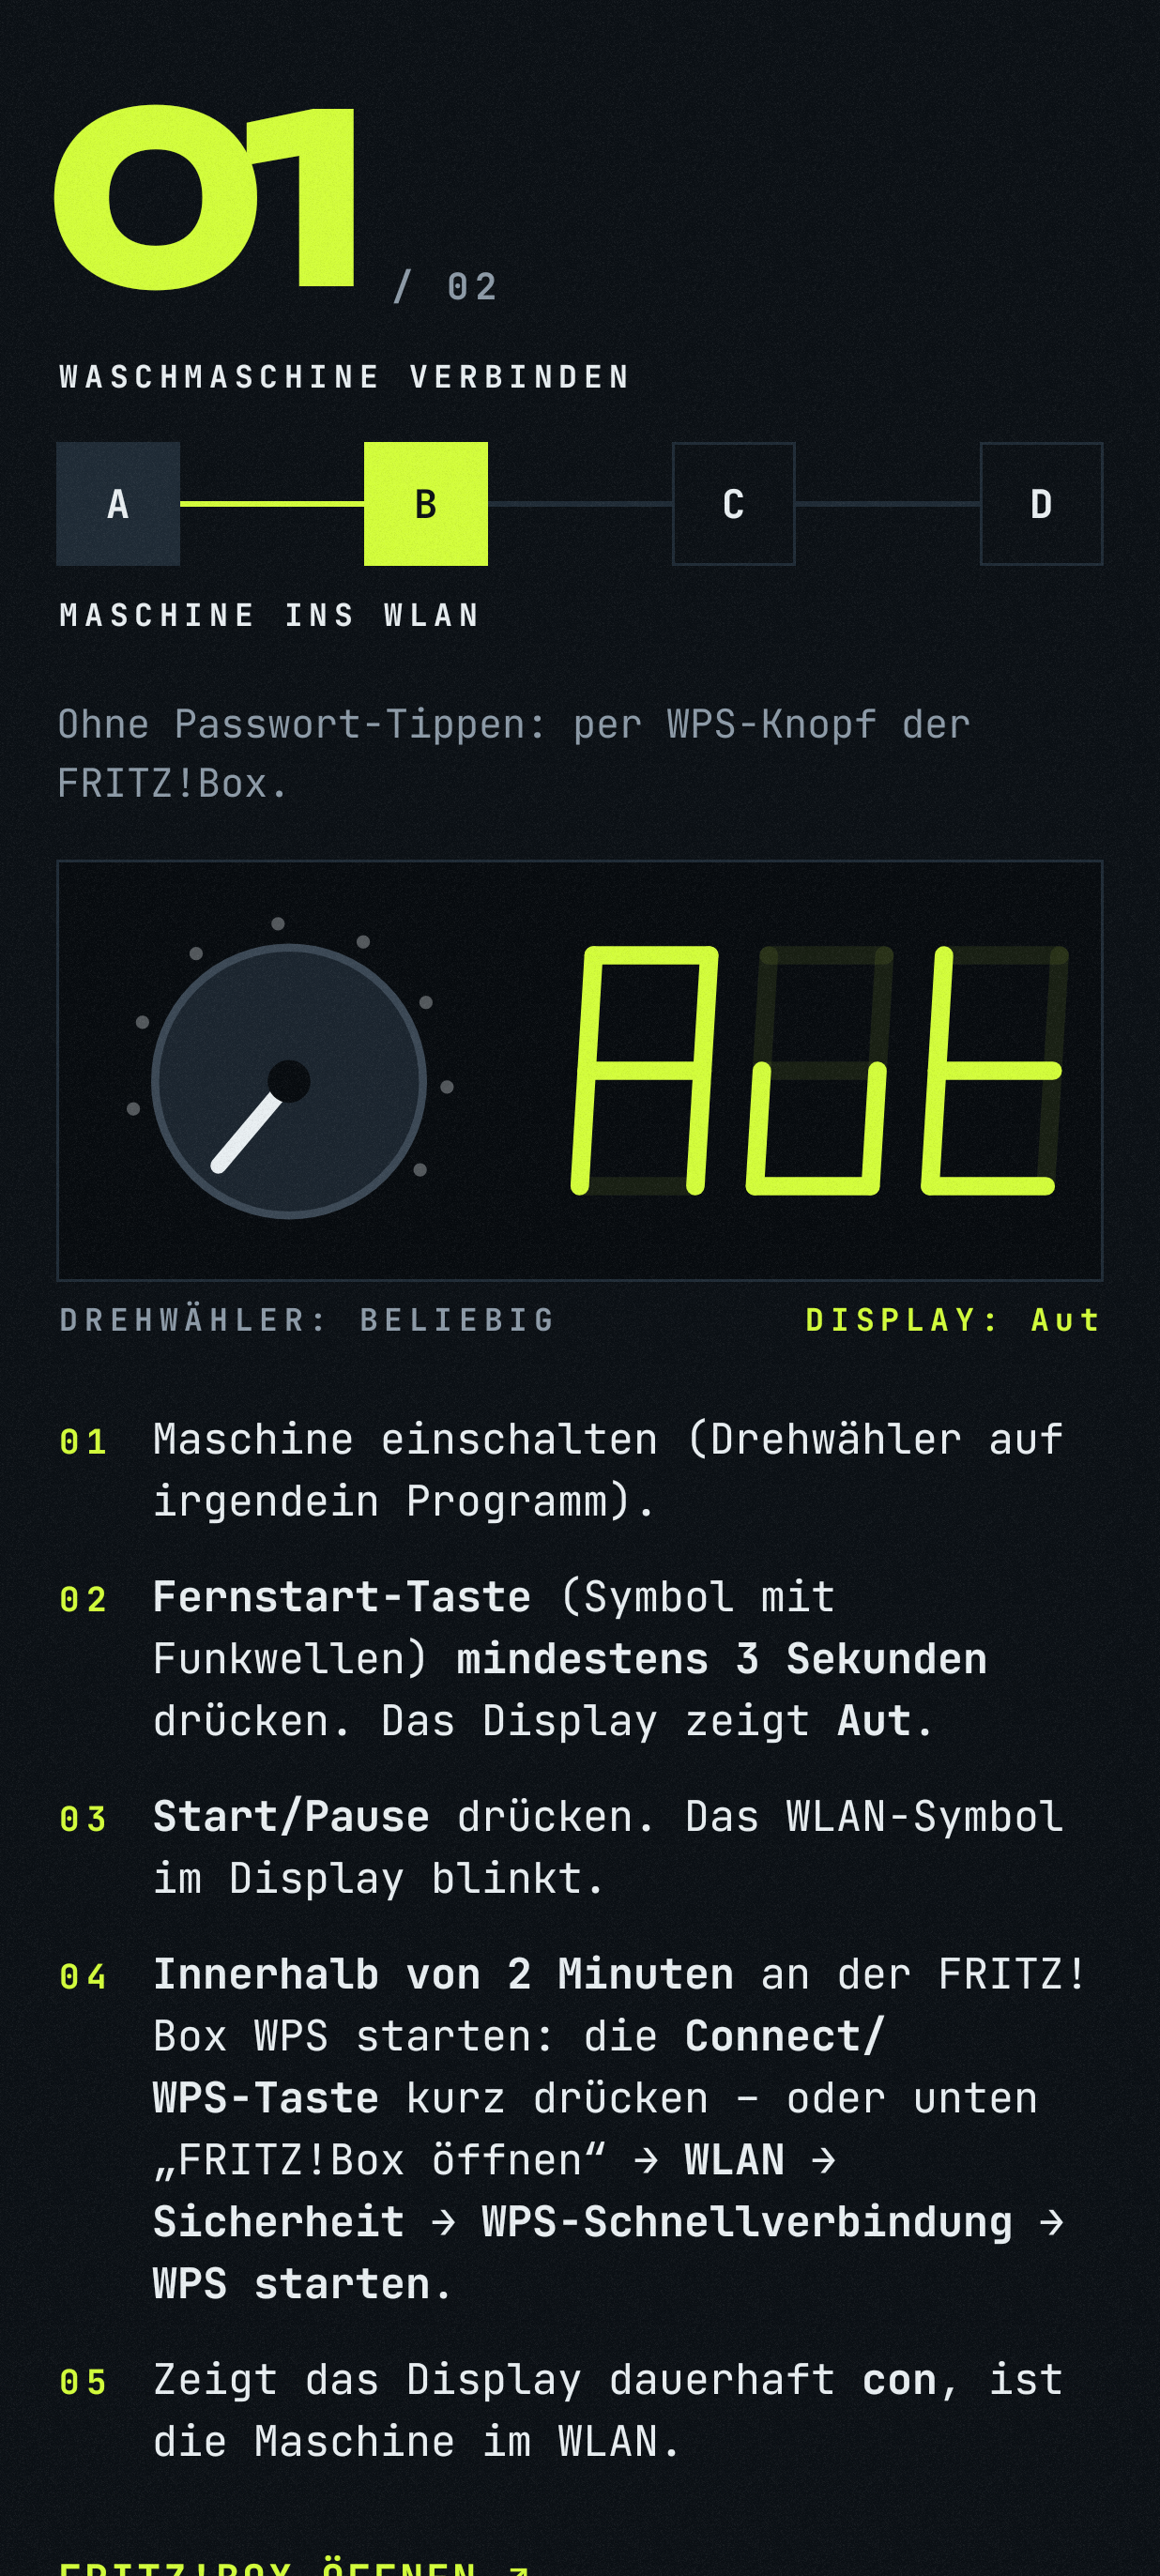 01 / 02
WASCHMASCHINE VERBINDEN
A B C D
MASCHINE INS WLAN
Ohne Passwort-Tippen: per WPS-Knopf der
FRITZ!Box.
Aut
DREHWÄHLER: BELIEBIG DISPLAY: Aut
01 Maschine einschalten (Drehwähler auf
irgendein Programm).
02 Fernstart-Taste (Symbol mit
Funkwellen) mindestens 3 Sekunden
drücken. Das Display zeigt Aut.
03 Start/Pause drücken. Das WLAN-Symbol
im Display blinkt.
04 Innerhalb von 2 Minuten an der FRITZ!
Box WPS starten: die Connect/
WPS-Taste kurz drücken – oder unten
„FRITZ!Box öffnen“ → WLAN →
Sicherheit → WPS-Schnellverbindung →
WPS starten.
05 Zeigt das Display dauerhaft con, ist
die Maschine im WLAN.
FRITZ!BOX ÖFFNEN ↗